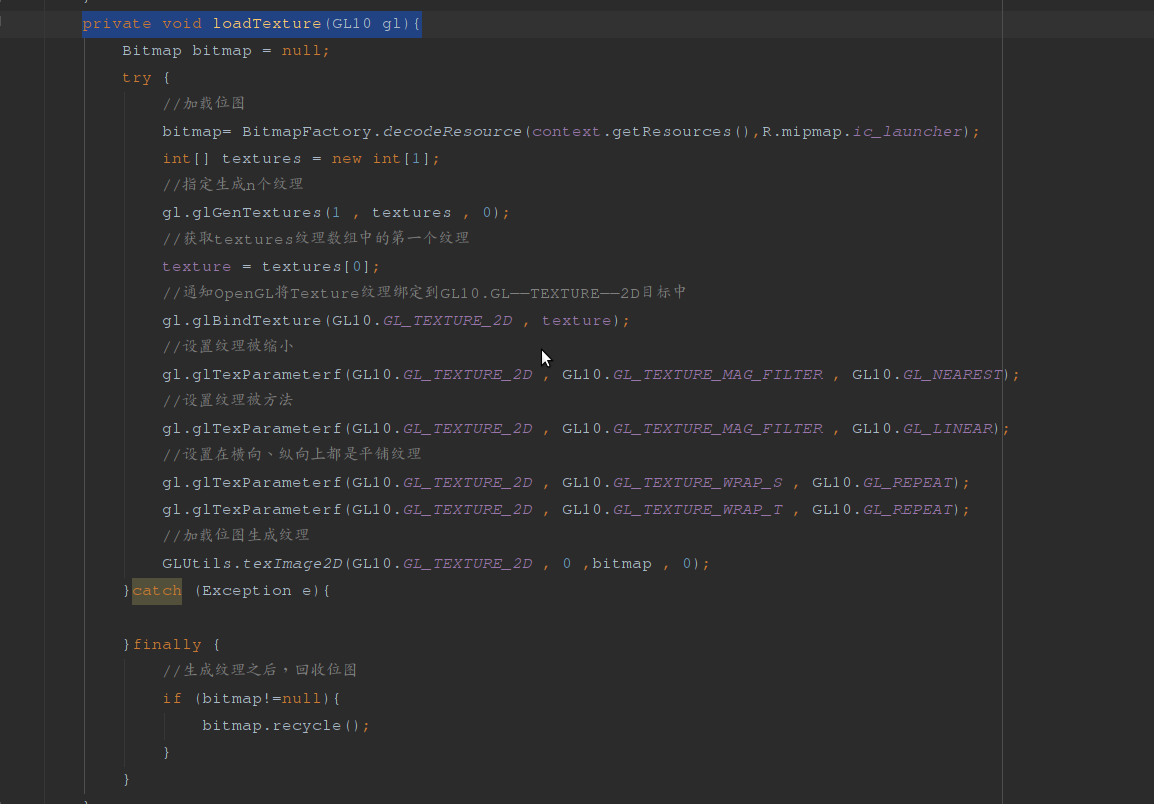 private void loadTexture(GL10 gl){
Bitmap bitmap = null;
try {
//加载位图
bitmap= BitmapFactory.decodeResource(context.getResources(),R.mipmap.ic_launcher);
int[] textures = new int[1];
//指定生成n个纹理
gl.glGenTextures(1 , textures , 0);
//获取textures纹理数组中的第一个纹理
texture = textures[0];
//通知OpenGL将Texture纹理绑定到GL10.GL——TEXTURE——2D目标中
gl.glBindTexture(GL10.GL_TEXTURE_2D , texture);
//设置纹理被缩小
gl.glTexParameterf(GL10.GL_TEXTURE_2D , GL10.GL_TEXTURE_MAG_FILTER , GL10.GL_NEAREST);
//设置纹理被方法
gl.glTexParameterf(GL10.GL_TEXTURE_2D , GL10.GL_TEXTURE_MAG_FILTER , GL10.GL_LINEAR);
//设置在横向、纵向上都是平铺纹理
gl.glTexParameterf(GL10.GL_TEXTURE_2D , GL10.GL_TEXTURE_WRAP_S , GL10.GL_REPEAT);
gl.glTexParameterf(GL10.GL_TEXTURE_2D , GL10.GL_TEXTURE_WRAP_T , GL10.GL_REPEAT);
//加载位图生成纹理
GLUtils.texImage2D(GL10.GL_TEXTURE_2D , 0 ,bitmap , 0);
}catch (Exception e){
}finally {
//生成纹理之后，回收位图
if (bitmap!=null){
bitmap.recycle();
}
}